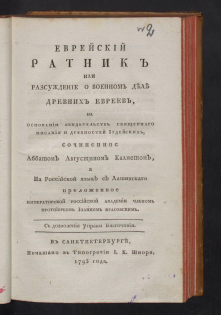 №2
ЕВРЕЙСКІЙ
РАТНИКЪ
ИЛИ
РАЗСУЖДЕНІЕ О ВОЕННОМЪ ДѢЛѢ
ДРЕВНИХЪ ЕВРЕЕВЪ,
НА
ОСНОВАНІИ СВИДѢТЕЛЬСТВЪ СВЯЩЕННАГО
ПИСАНІЯ И ДРЕВНОСТЕЙ ІУДЕЙСКИХЪ,
СОЧИНЕННОЕ
Аббатомъ Августиномъ Калметомъ,
И
На Россійской языкъ съ Латинскаго
преложенное
ИМПЕРАТОРСКОЙ РОССІЙСКОЙ АКАДЕМІИ ЧЛЕНОМЪ
ПРОТОІЕРЕЕМЪ ІОАННОМЪ КРАСОВСКИМЪ.
Съ дозволенія Управы Благочинія.
ВЪ САНКТПЕТЕРБУРГѢ,
Печатано въ Типографіи І. К. Шнора,
1795 года.